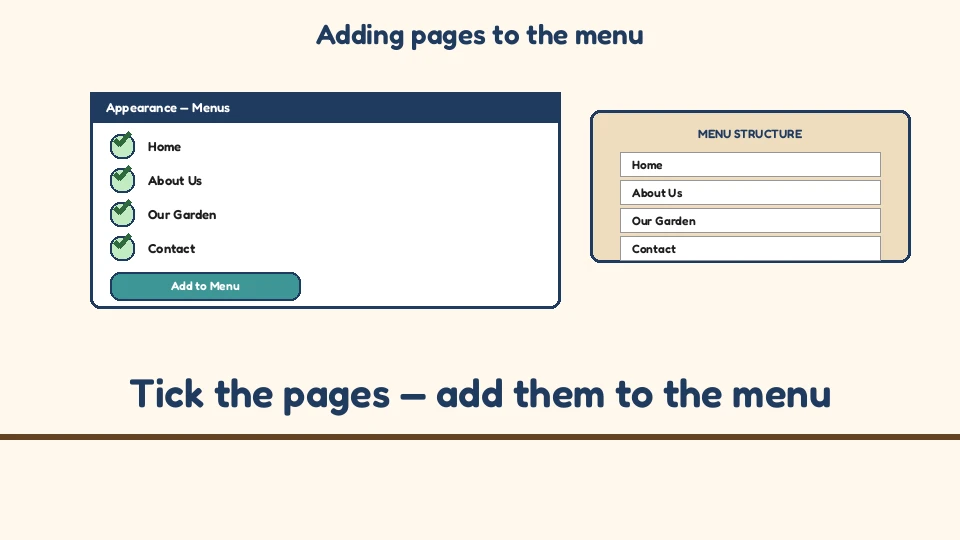 Adding pages to the menu
Appearance — Menus
Home
About Us
Our Garden
Contact
Add to Menu
MENU STRUCTURE
Home
About Us
Our Garden
Contact
Tick the pages — add them to the menu